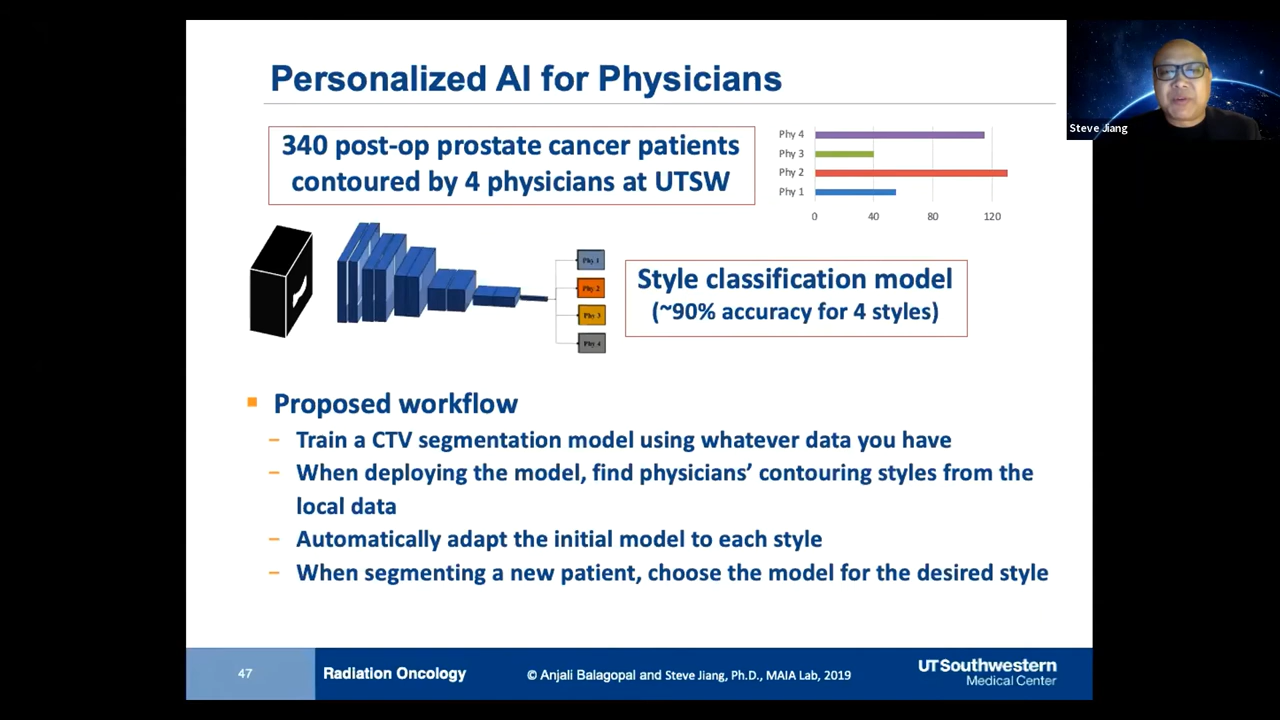 Personalized AI for Physicians
Steve Jiang
340 post-op prostate cancer patients
contoured by 4 physicians at UTSW
Phy 4
Phy 3
Phy 2
Phy 1
0 40 80 120
Phy 1
Phy 2
Phy 3
Phy 4
Style classification model
(~90% accuracy for 4 styles)
Proposed workflow
– Train a CTV segmentation model using whatever data you have
– When deploying the model, find physicians’ contouring styles from the
local data
– Automatically adapt the initial model to each style
– When segmenting a new patient, choose the model for the desired style
47
Radiation Oncology
© Anjali Balagopal and Steve Jiang, Ph.D., MAIA Lab, 2019
UTSouthwestern
Medical Center